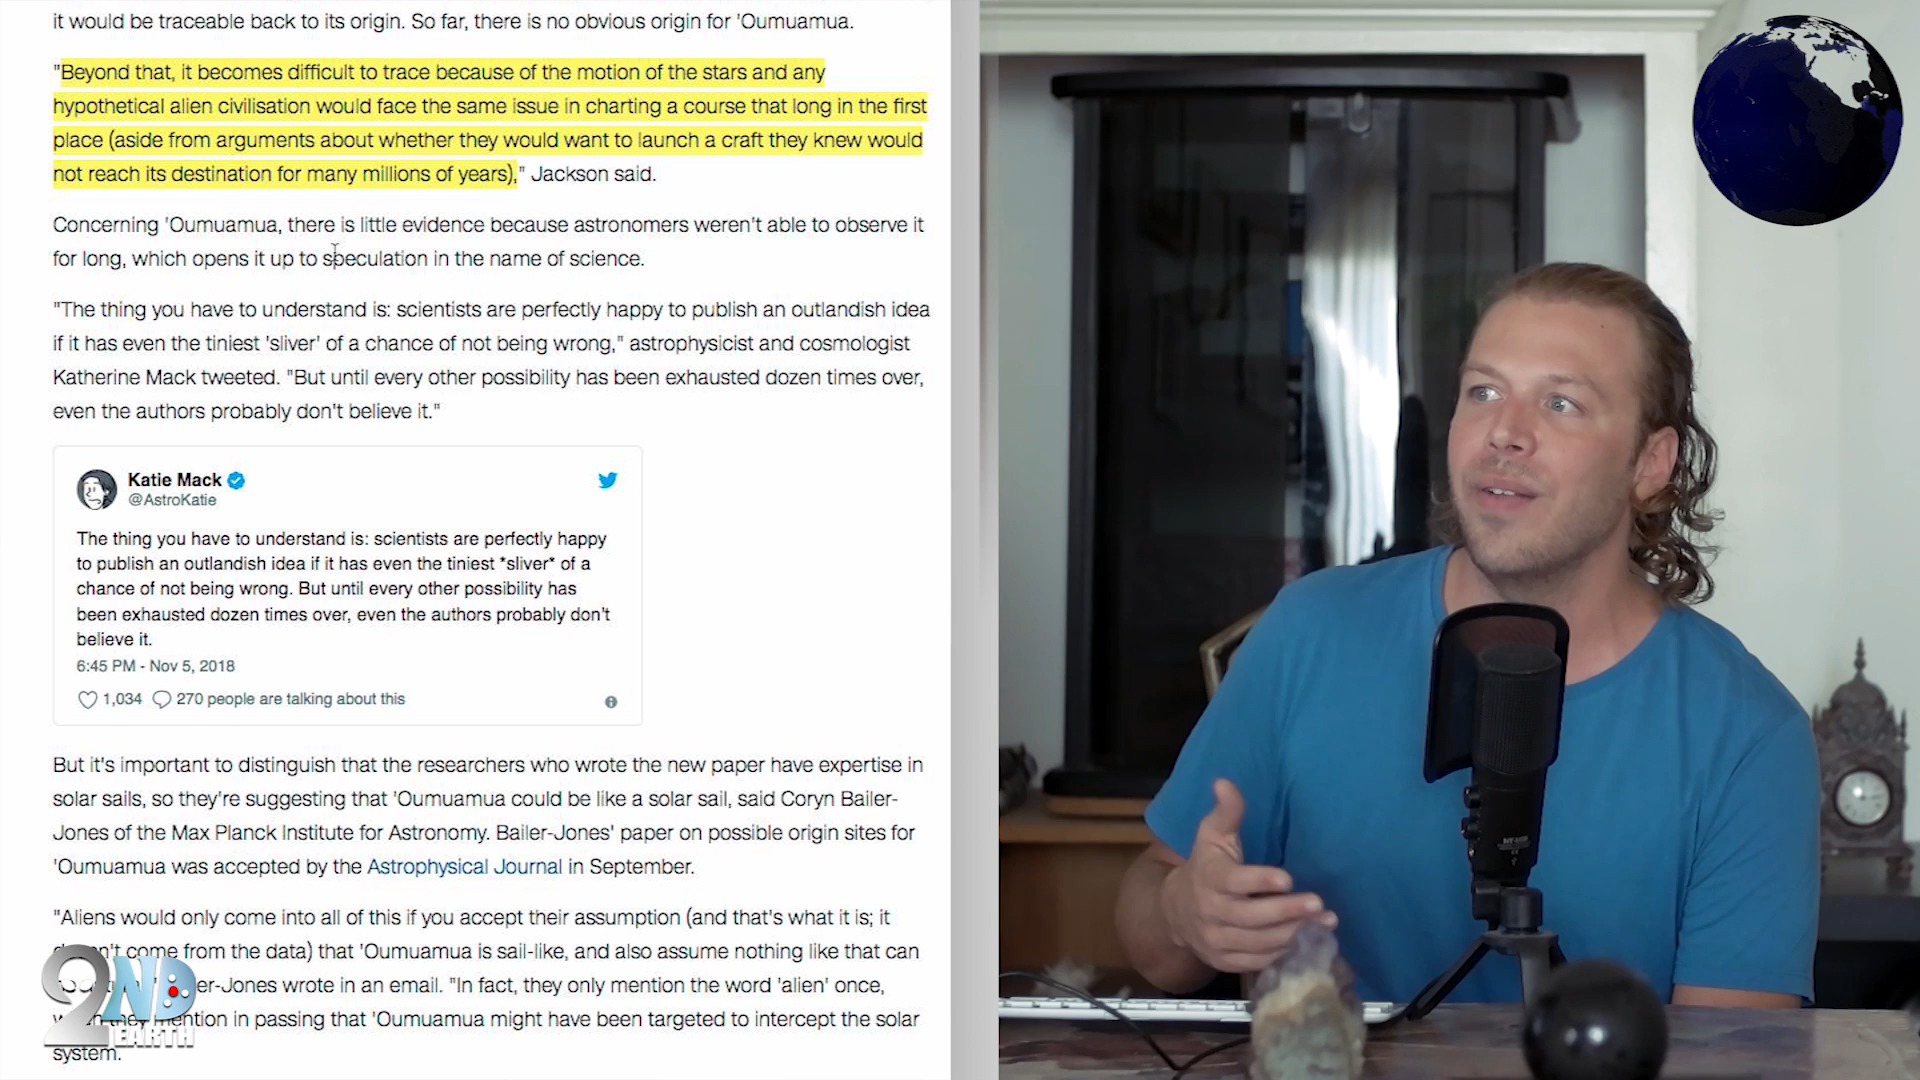 it would be traceable back to its origin. So far, there is no obvious origin for 'Oumuamua.
"Beyond that, it becomes difficult to trace because of the motion of the stars and any
hypothetical alien civilisation would face the same issue in charting a course that long in the first
place (aside from arguments about whether they would want to launch a craft they knew would
not reach its destination for many millions of years)," Jackson said.
Concerning 'Oumuamua, there is little evidence because astronomers weren't able to observe it
for long, which opens it up to speculation in the name of science.
"The thing you have to understand is: scientists are perfectly happy to publish an outlandish idea
if it has even the tiniest 'sliver' of a chance of not being wrong," astrophysicist and cosmologist
Katherine Mack tweeted. "But until every other possibility has been exhausted dozen times over,
even the authors probably don't believe it."
Katie Mack
@AstroKatie
The thing you have to understand is: scientists are perfectly happy
to publish an outlandish idea if it has even the tiniest *sliver* of a
chance of not being wrong. But until every other possibility has
been exhausted dozen times over, even the authors probably don't
believe it.
6:45 PM - Nov 5, 2018
1,034 270 people are talking about this
But it's important to distinguish that the researchers who wrote the new paper have expertise in
solar sails, so they're suggesting that 'Oumuamua could be like a solar sail, said Coryn Bailer-
Jones of the Max Planck Institute for Astronomy. Bailer-Jones' paper on possible origin sites for
'Oumuamua was accepted by the Astrophysical Journal in September.
"Aliens would only come into all of this if you accept their assumption (and that's what it is; it
come from the data) that 'Oumuamua is sail-like, and also assume nothing like that can
wrote in an email. "In fact, they only mention the word 'alien' once,
they mention in passing that 'Oumuamua might have been targeted to intercept the solar
system.
2ND
EARTH